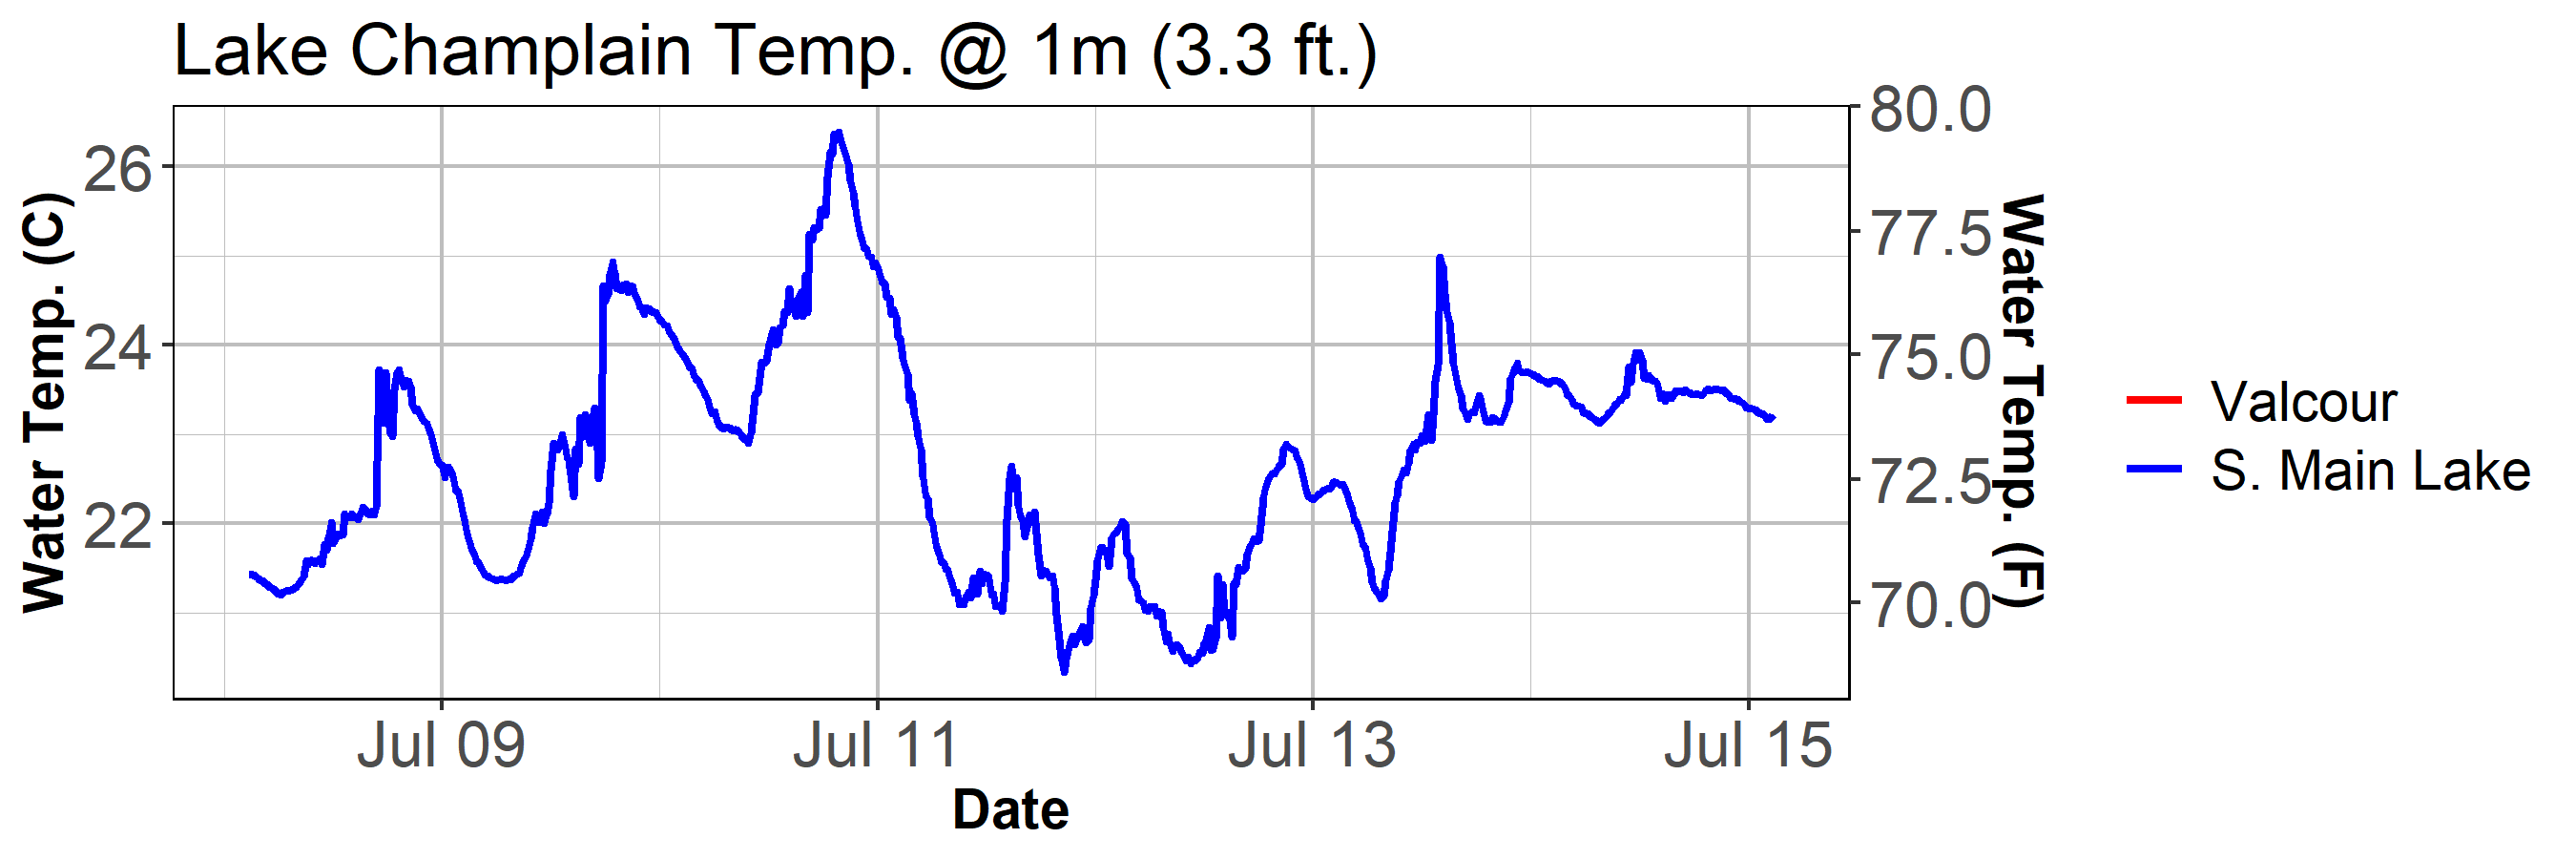 Lake Champlain Temp. @ 1m (3.3 ft.)
Water Temp. (C)
26
24
22
80.0
77.5
75.0
72.5
70.0
Water Temp. (F)
Jul 09
Jul 11
Jul 13
Jul 15
Date
Valcour
S. Main Lake